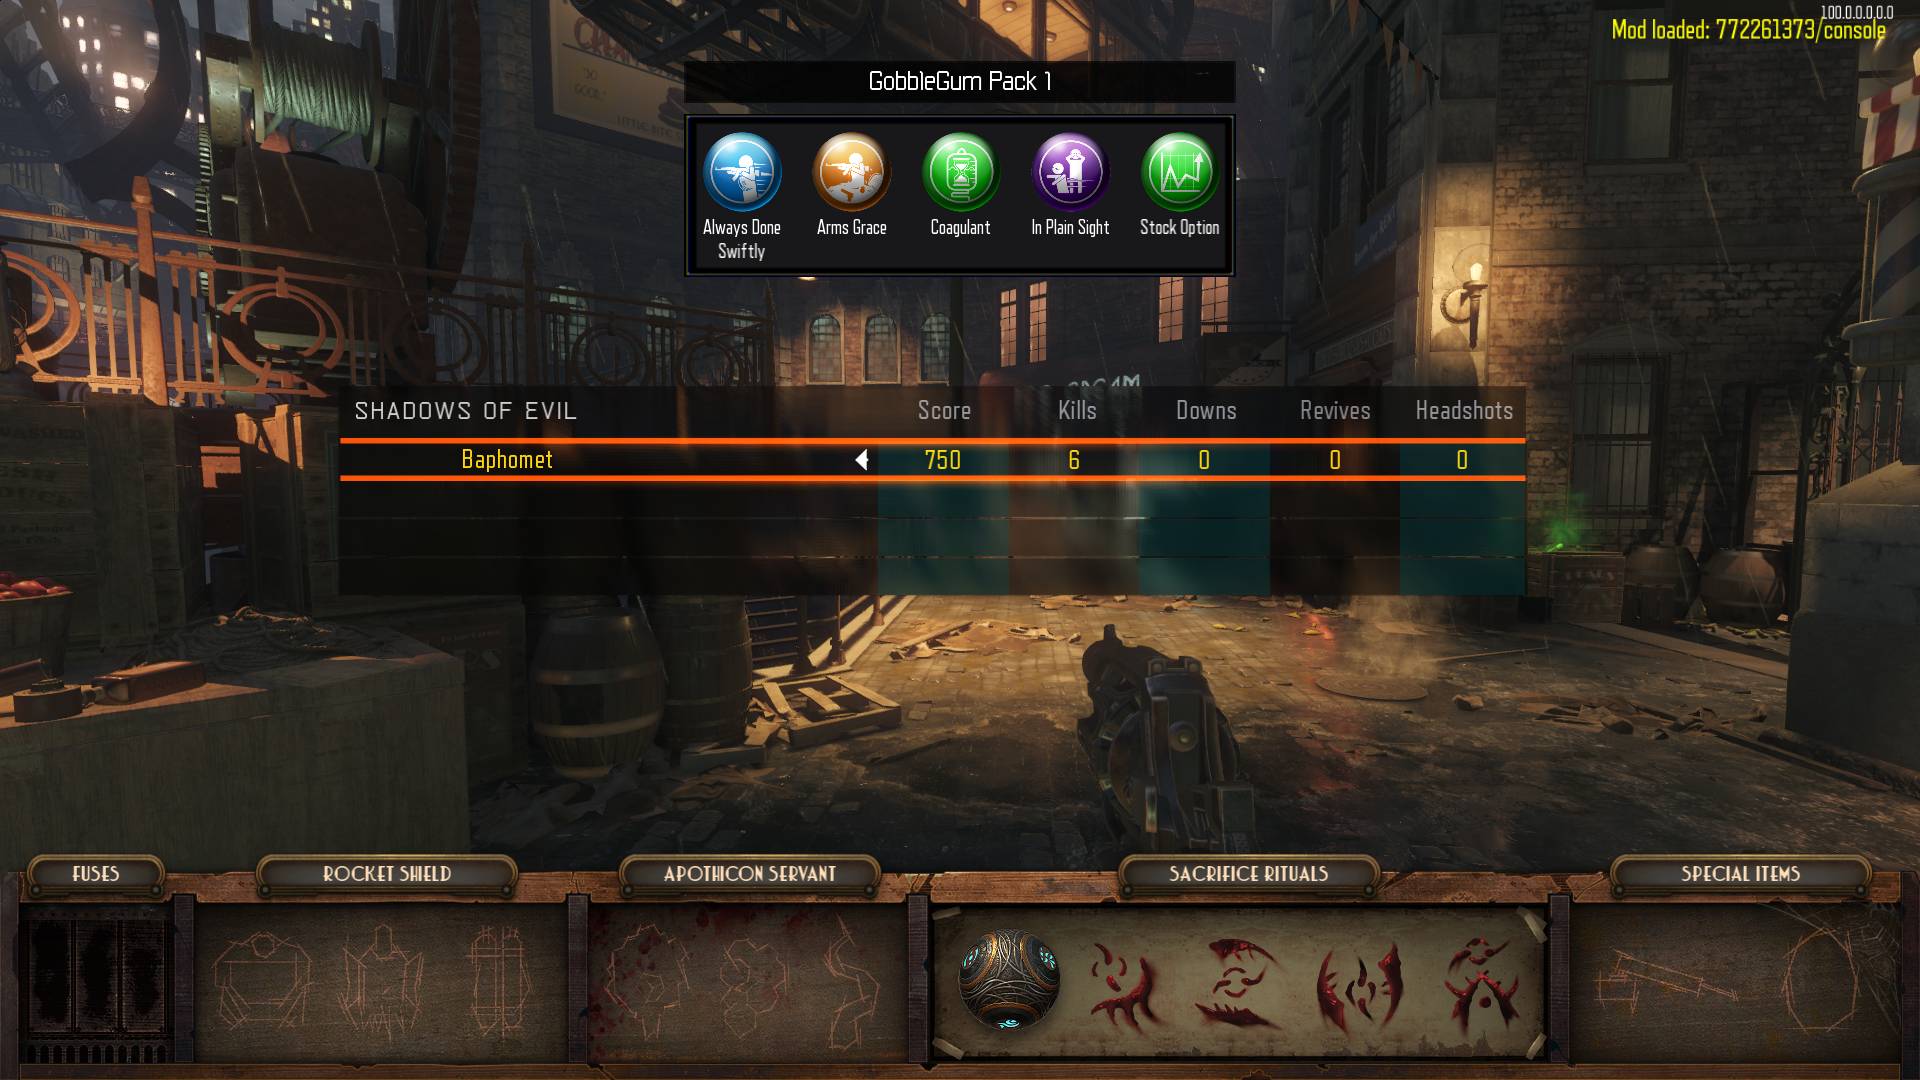 1.0.0.0.0.0.0
Mod loaded: 772261373/console
GobbleGum Pack 1
Always Done
Swiftly
Arms Grace
Coagulant
In Plain Sight
Stock Option
SHADOWS OF EVIL Score Kills Downs Revives Headshots
Baphomet 750 6 0 0 0
FUSES
ROCKET SHIELD
APOTHICON SERVANT
SACRIFICE RITUALS
SPECIAL ITEMS